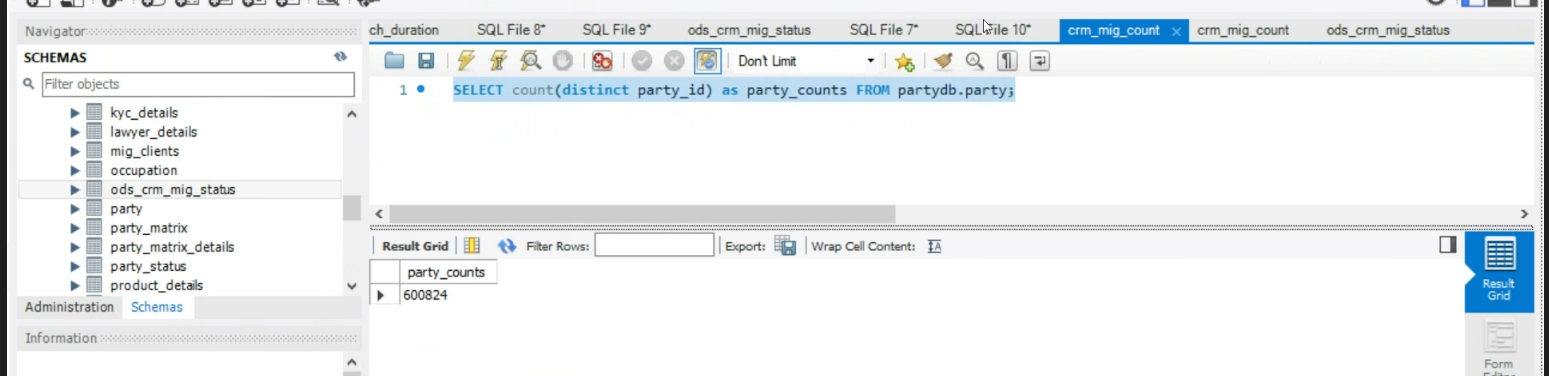 Navigator
ch_duration SQL File 8* SQL File 9* ods_crm_mig_status SQL File 7* SQL File 10* crm_mig_count × crm_mig_count ods_crm_mig_status
SCHEMAS
Don't Limit
Filter objects
1 SELECT count(distinct party_id) as party_counts FROM partydb.party;
kyc_details
lawyer_details
mig_clients
occupation
ods_crm_mig_status
party
party_matrix
party_matrix_details
party_status
product_details
Administration Schemas
Information
Result Grid Filter Rows: Export: Wrap Cell Content: IA
party_counts
600824
Result
Grid
Form